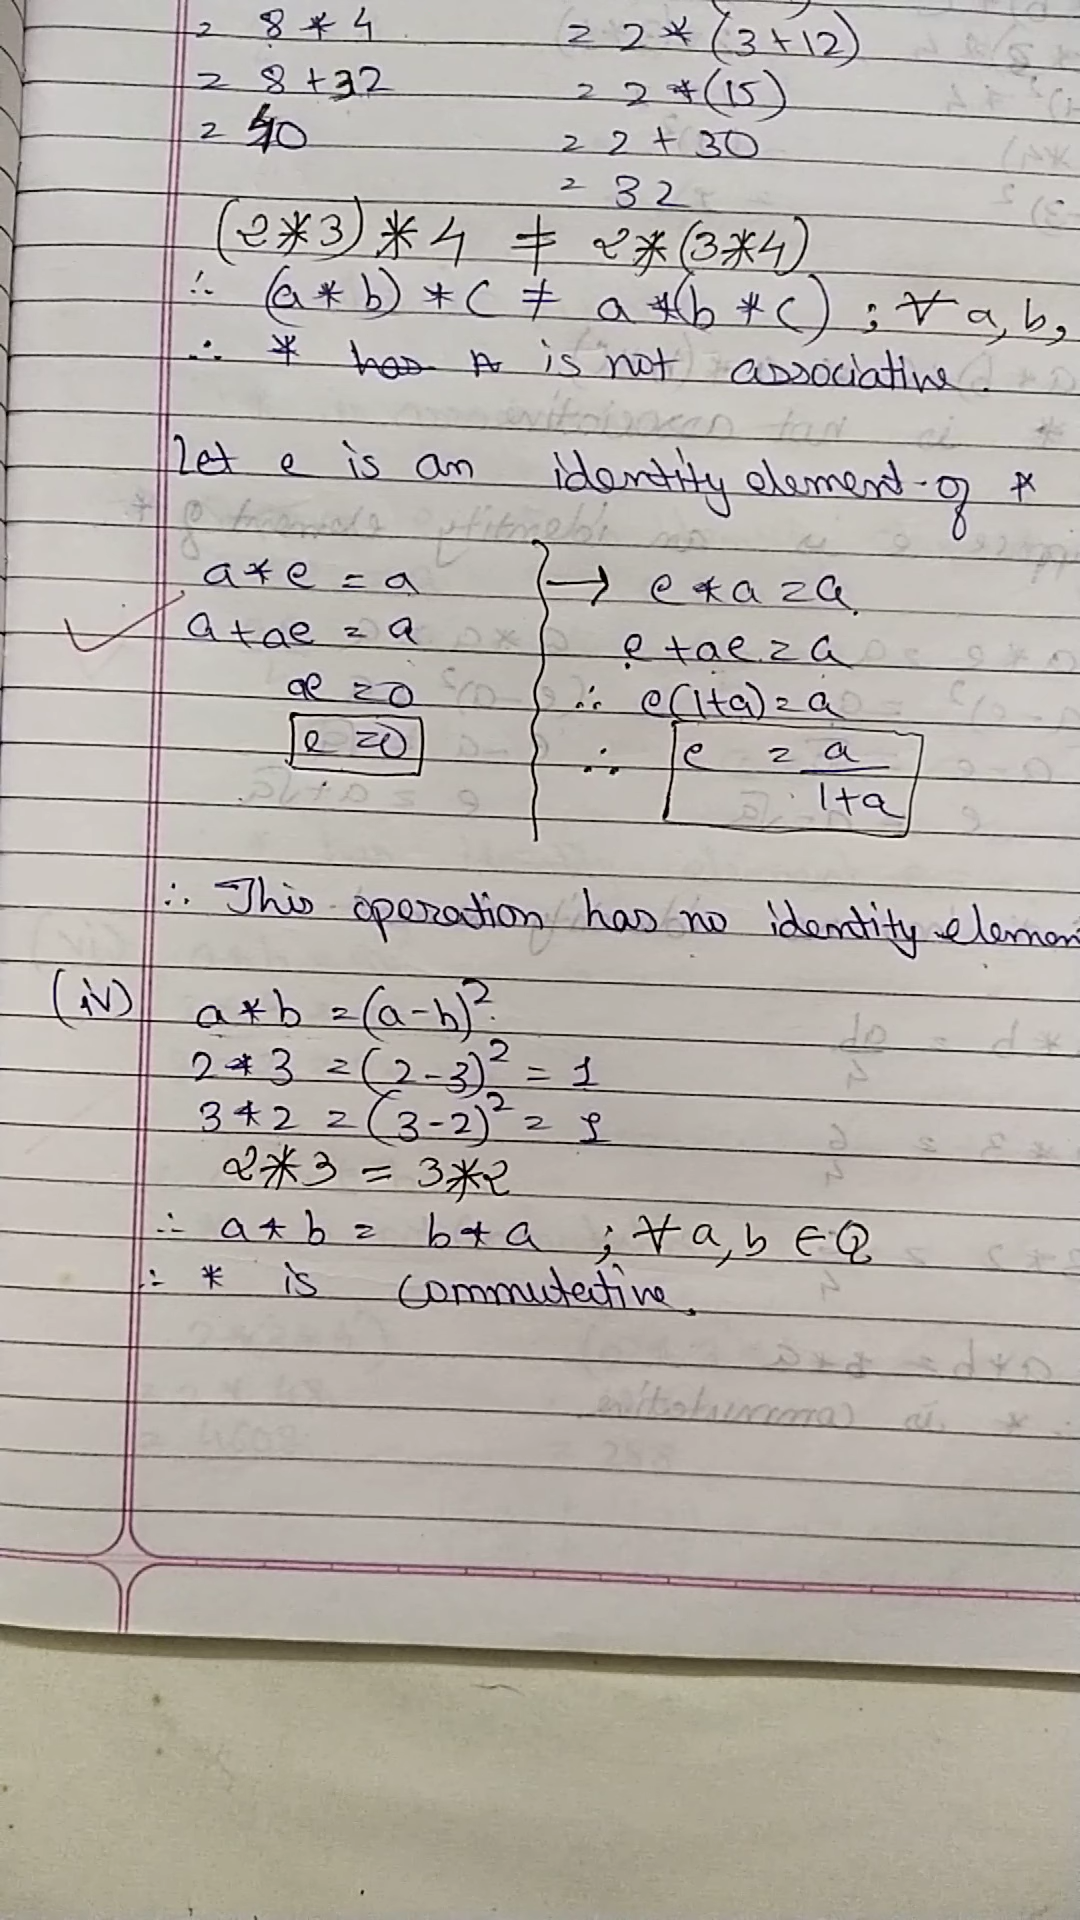 = 8 * 4 = 2 * (3+12)
= 8 + 32 = 2 * (15)
= 40 = 2 + 30
= 32
(2*3)*4 ≠ 2*(3*4)
∴ (a * b) * c ≠ a *(b * c) ; ∀ a, b,
∴ * is not associative.
Let e is an identity element of *
a * e = a → e * a = a.
a + ae = a e + ae = a
ae = 0 ∴ e(1+a) = a
e = 0 ∴ e = a/1+a
∴ This operation has no identity elemen
(iv) a * b = (a-b)²
2 * 3 = (2-3)² = 1
3 * 2 = (3-2)² = 1
2*3 = 3*2
∴ a * b = b * a ; ∀ a, b ∈ Q
∴ * is commutective.